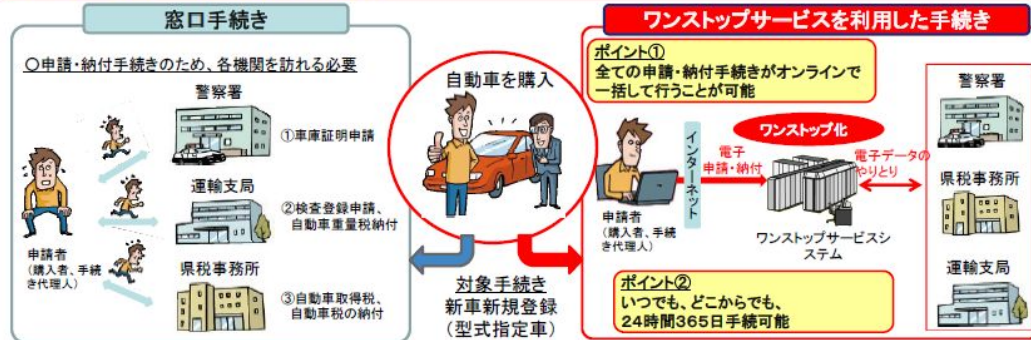 窓口手続き
○申請・納付手続きのため、各機関を訪れる必要
警察署
①車庫証明申請
運輸支局
②検査登録申請、
自動車重量税納付
申請者
(購入者、手続
き代理人)
県税事務所
③自動車取得税、
自動車税の納付
自動車を購入
対象手続き
新車新規登録
(型式指定車)
ワンストップサービスを利用した手続き
ポイント①
全ての申請・納付手続きがオンラインで
一括して行うことが可能
ワンストップ化
インターネット
電子
申請・納付
電子データの
やりとり
申請者
(購入者、手続
き代理人)
ワンストップサービスシ
ステム
ポイント②
いつでも、どこからでも、
24時間365日手続可能
警察署
県税事務所
運輸支局